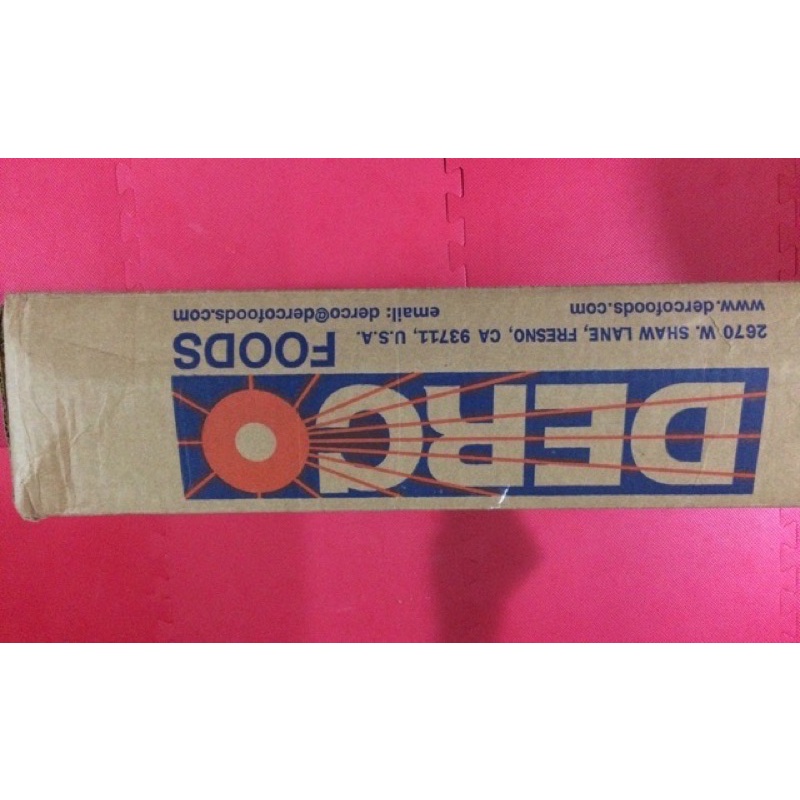 DERCO
FOODS
2670 W. SHAW LANE, FRESNO, CA 93711, U.S.A.
www.dercofoods.com
email: derco@dercofoods.com